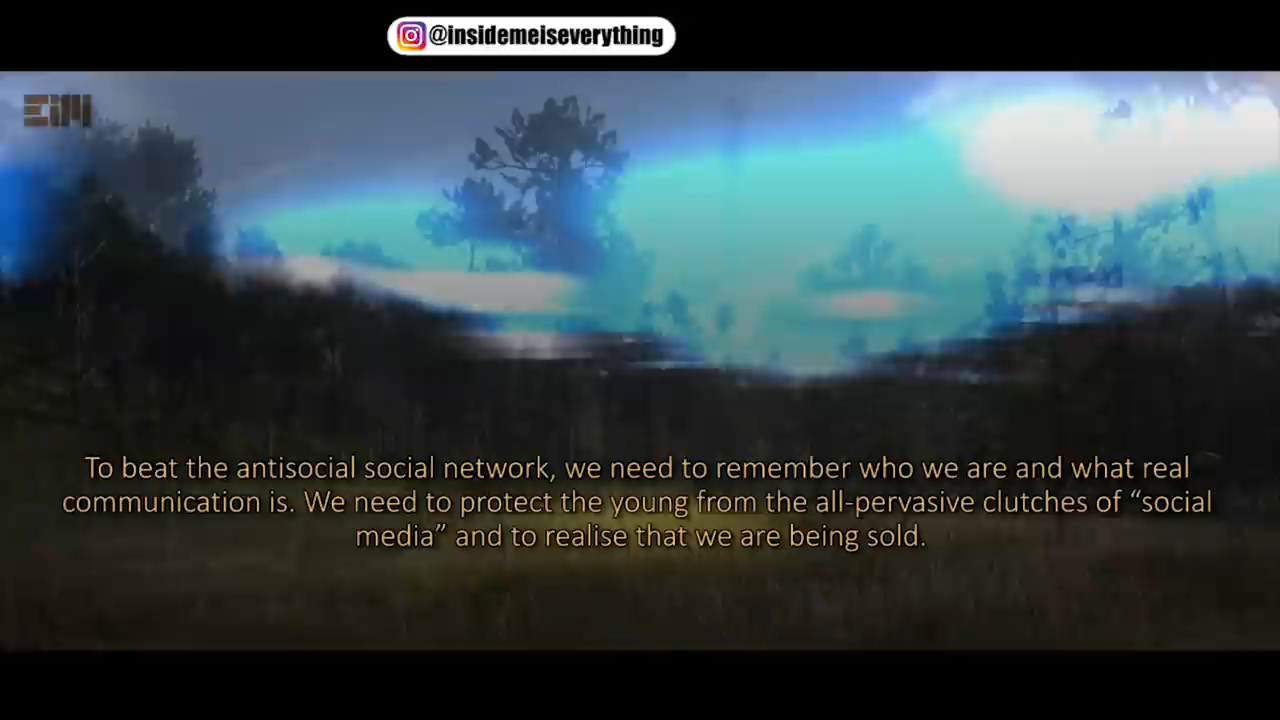 @insidemeiseverything
EiM
To beat the antisocial social network, we need to remember who we are and what real
communication is. We need to protect the young from the all-pervasive clutches of “social
media” and to realise that we are being sold.